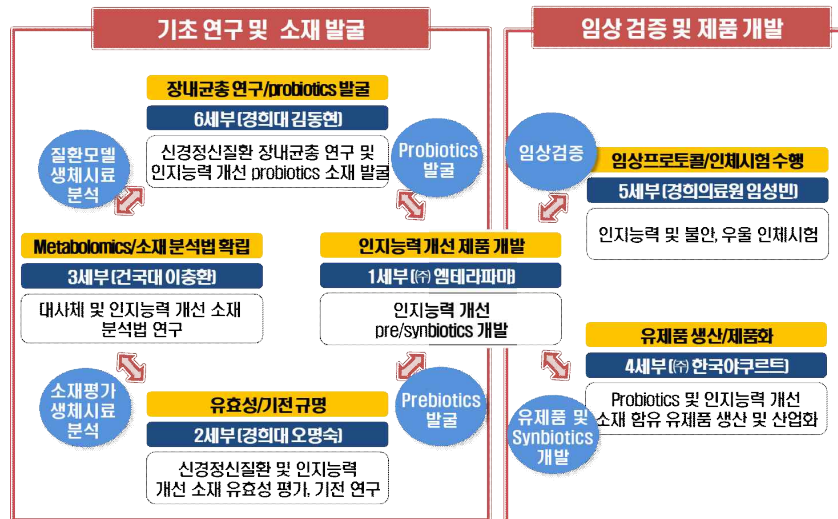 기초 연구 및 소재 발굴
장내균총 연구/probiotics 발굴
6세부(경희대 김동현)
신경정신질환 장내균총 연구 및
인지능력 개선 probiotics 소재 발굴
질환모델
생체시료
분석
Probiotics
발굴
Metabolomics/소재 분석법 확립
3세부(건국대 이충환)
대사체 및 인지능력 개선 소재
분석법 연구
인지능력 개선 제품 개발
1세부(㈜ 엠테라파마)
인지능력 개선
pre/synbiotics 개발
소재평가
생체시료
분석
Prebiotics
발굴
유효성/기전 규명
2세부(경희대 오명숙)
신경정신질환 및 인지능력
개선 소재 유효성 평가, 기전 연구
임상 검증 및 제품 개발
임상검증
임상프로토콜/인체시험 수행
5세부(경희의료원 임성빈)
인지능력 및 불안, 우울 인체시험
유제품 생산/제품화
4세부(㈜ 한국야쿠르트)
Probiotics 및 인지능력 개선
소재 함유 유제품 생산 및 산업화
유제품 및
Synbiotics
개발